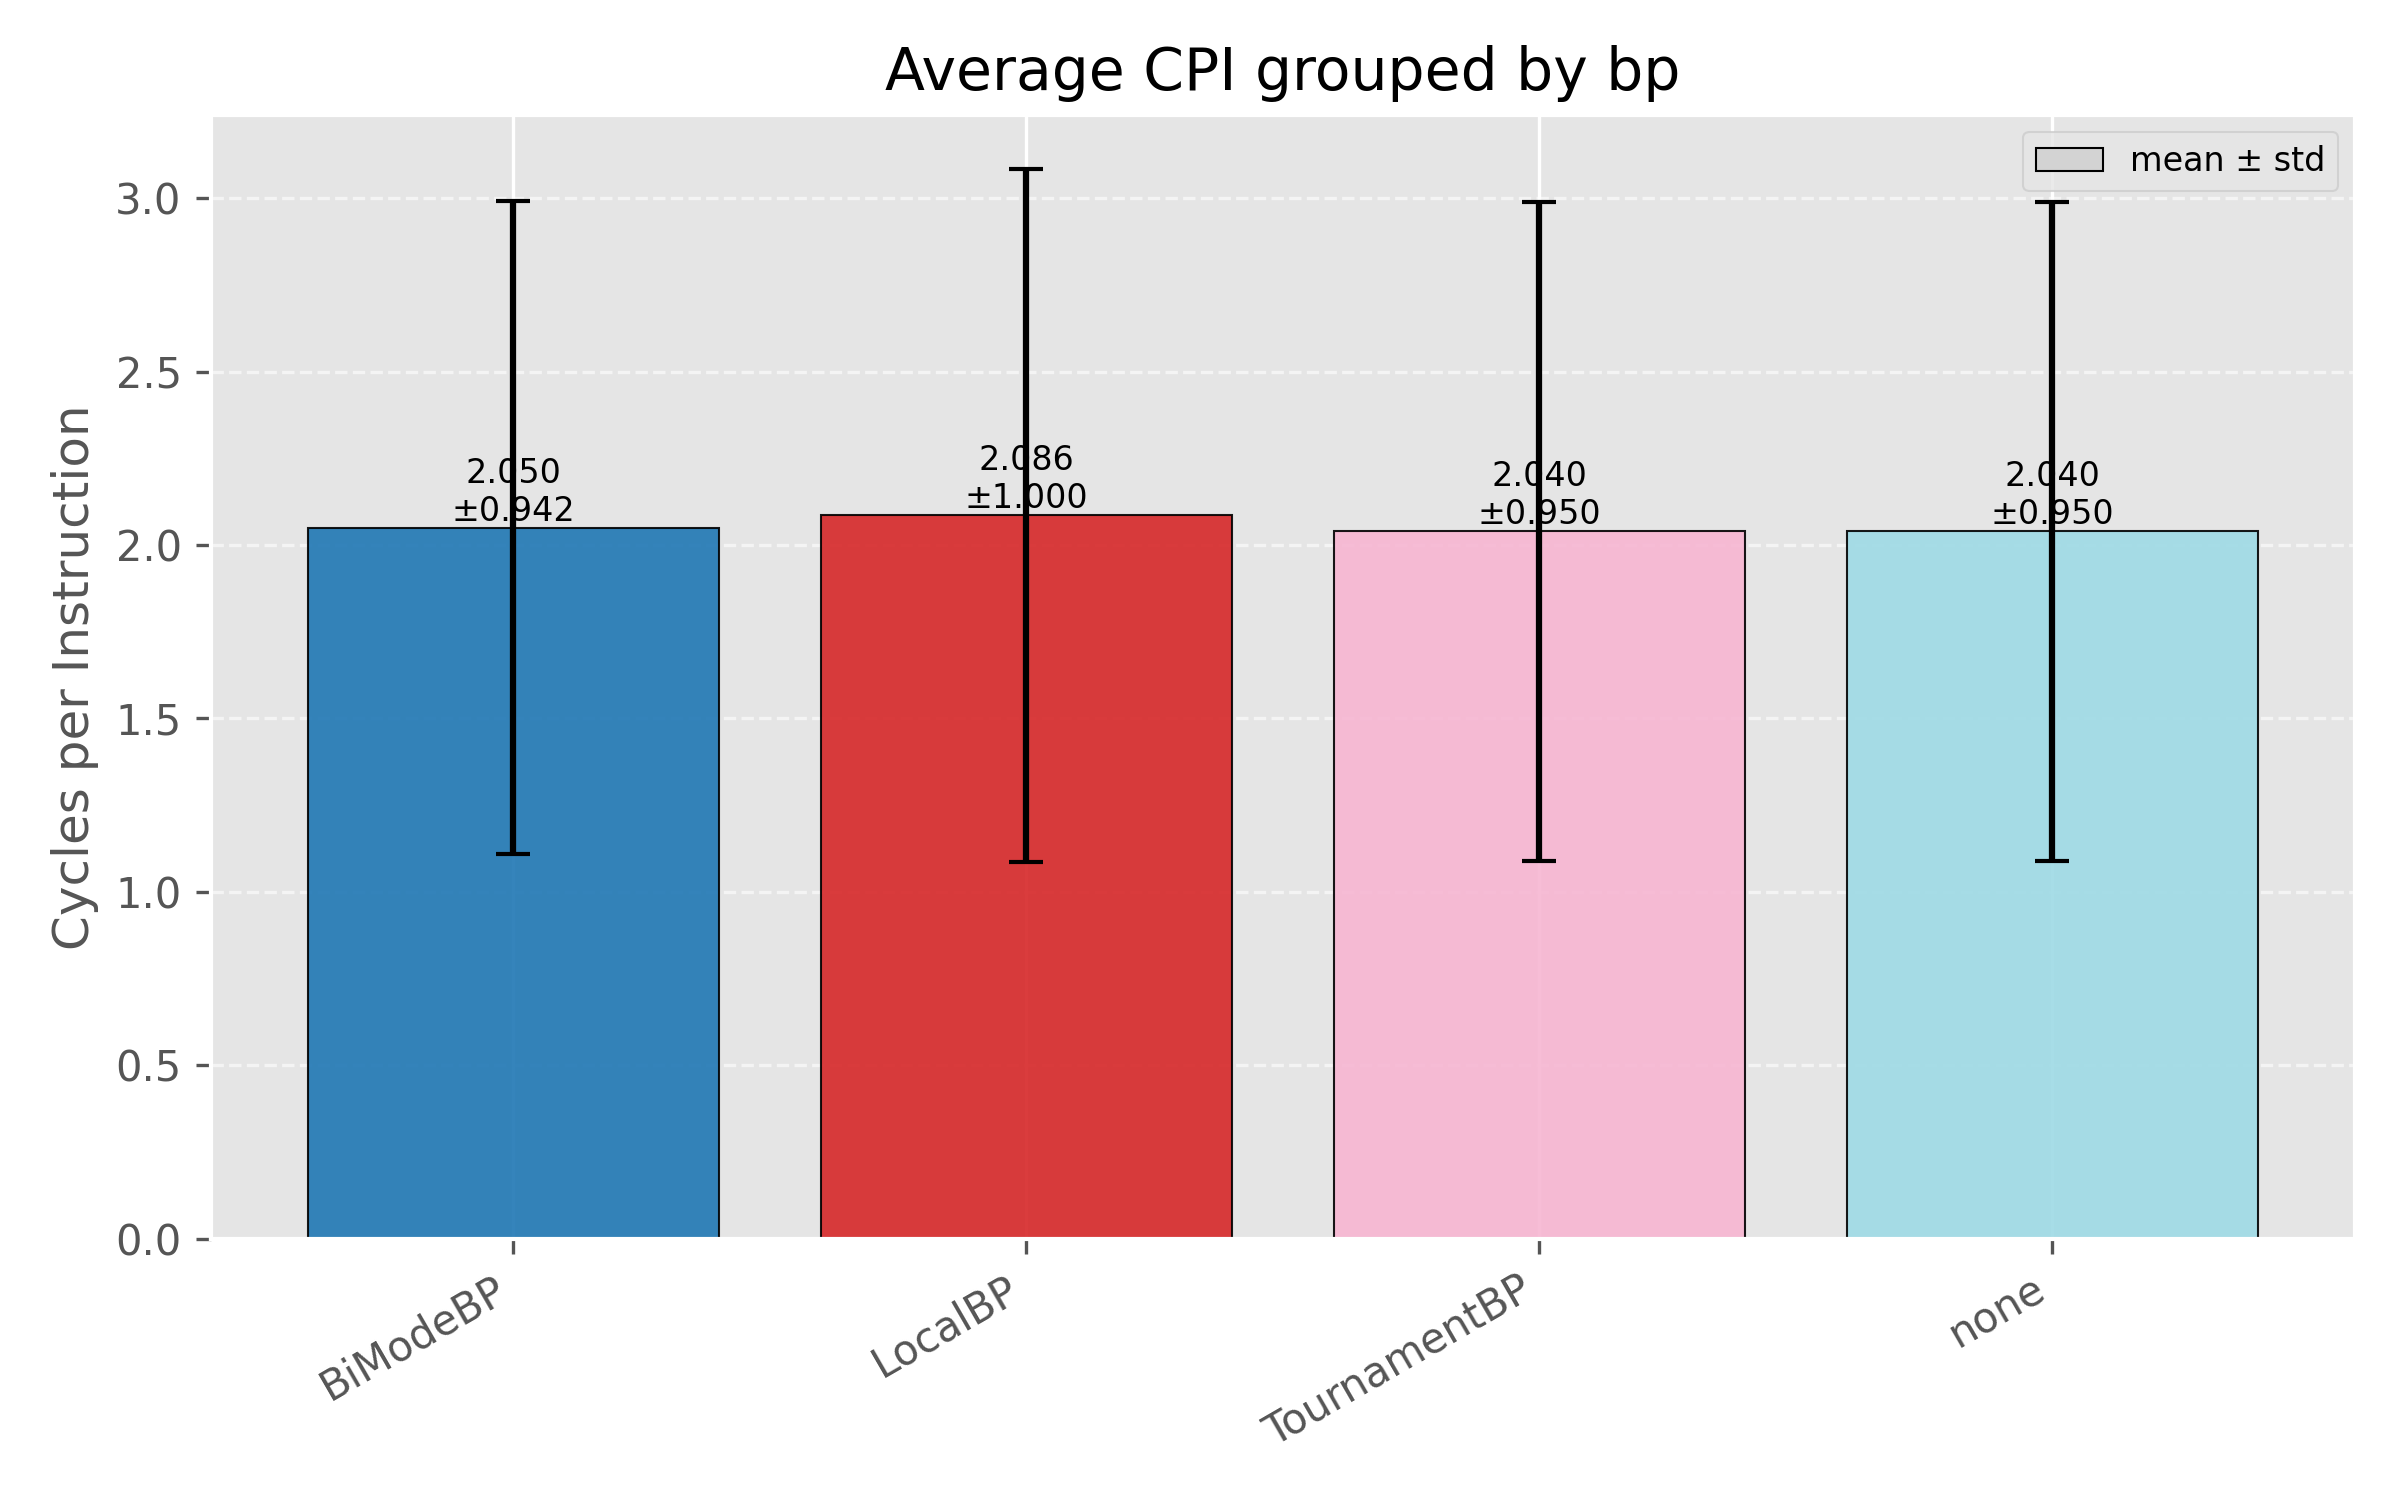 Average CPI grouped by bp
mean ± std
Cycles per Instruction
3.0
2.5
2.0
1.5
1.0
0.5
0.0
2.050
±0.942
2.086
±1.000
2.040
±0.950
2.040
±0.950
BiModeBP
LocalBP
TournamentBP
none